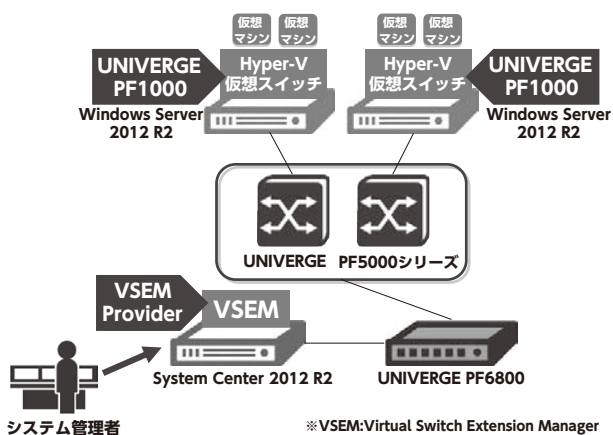 仮想
マシン
仮想
マシン
仮想
マシン
仮想
マシン
UNIVERGE
PF1000
Hyper-V
仮想スイッチ
Hyper-V
仮想スイッチ
UNIVERGE
PF1000
Windows Server
2012 R2
Windows Server
2012 R2
UNIVERGE PF5000シリーズ
VSEM
Provider
VSEM
System Center 2012 R2
UNIVERGE PF6800
システム管理者
※VSEM:Virtual Switch Extension Manager